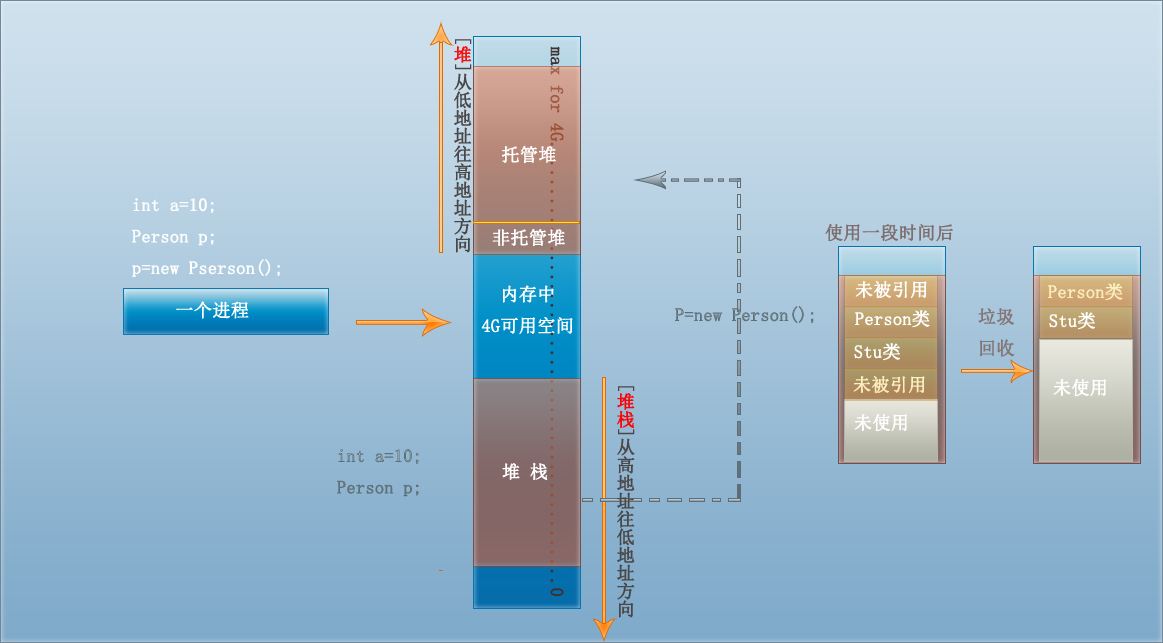 int a=10;
Person p;
p=new Pserson();
一个进程
[堆]从低地址往高地址方向
max for 4G
托管堆
非托管堆
内存中
4G可用空间
堆 栈
0
int a=10;
Person p;
[堆栈]从高地址往低地址方向
P=new Person();
使用一段时间后
未被引用
Person类
Stu类
未被引用
未使用
垃圾
回收
Person类
Stu类
未使用